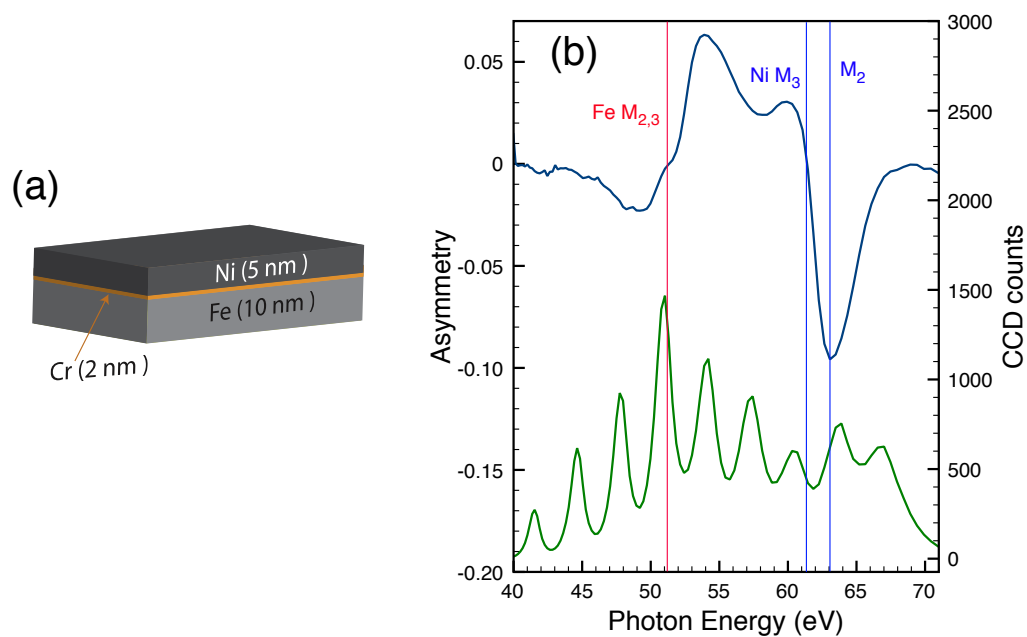 (a)
Ni (5 nm )
Fe (10 nm )
Cr (2 nm )
(b)
Fe M2,3
Ni M3
M2
Asymmetry
0.05
0
-0.05
-0.10
-0.15
-0.20
CCD counts
3000
2500
2000
1500
1000
500
0
40
45
50
55
60
65
70
Photon Energy (eV)